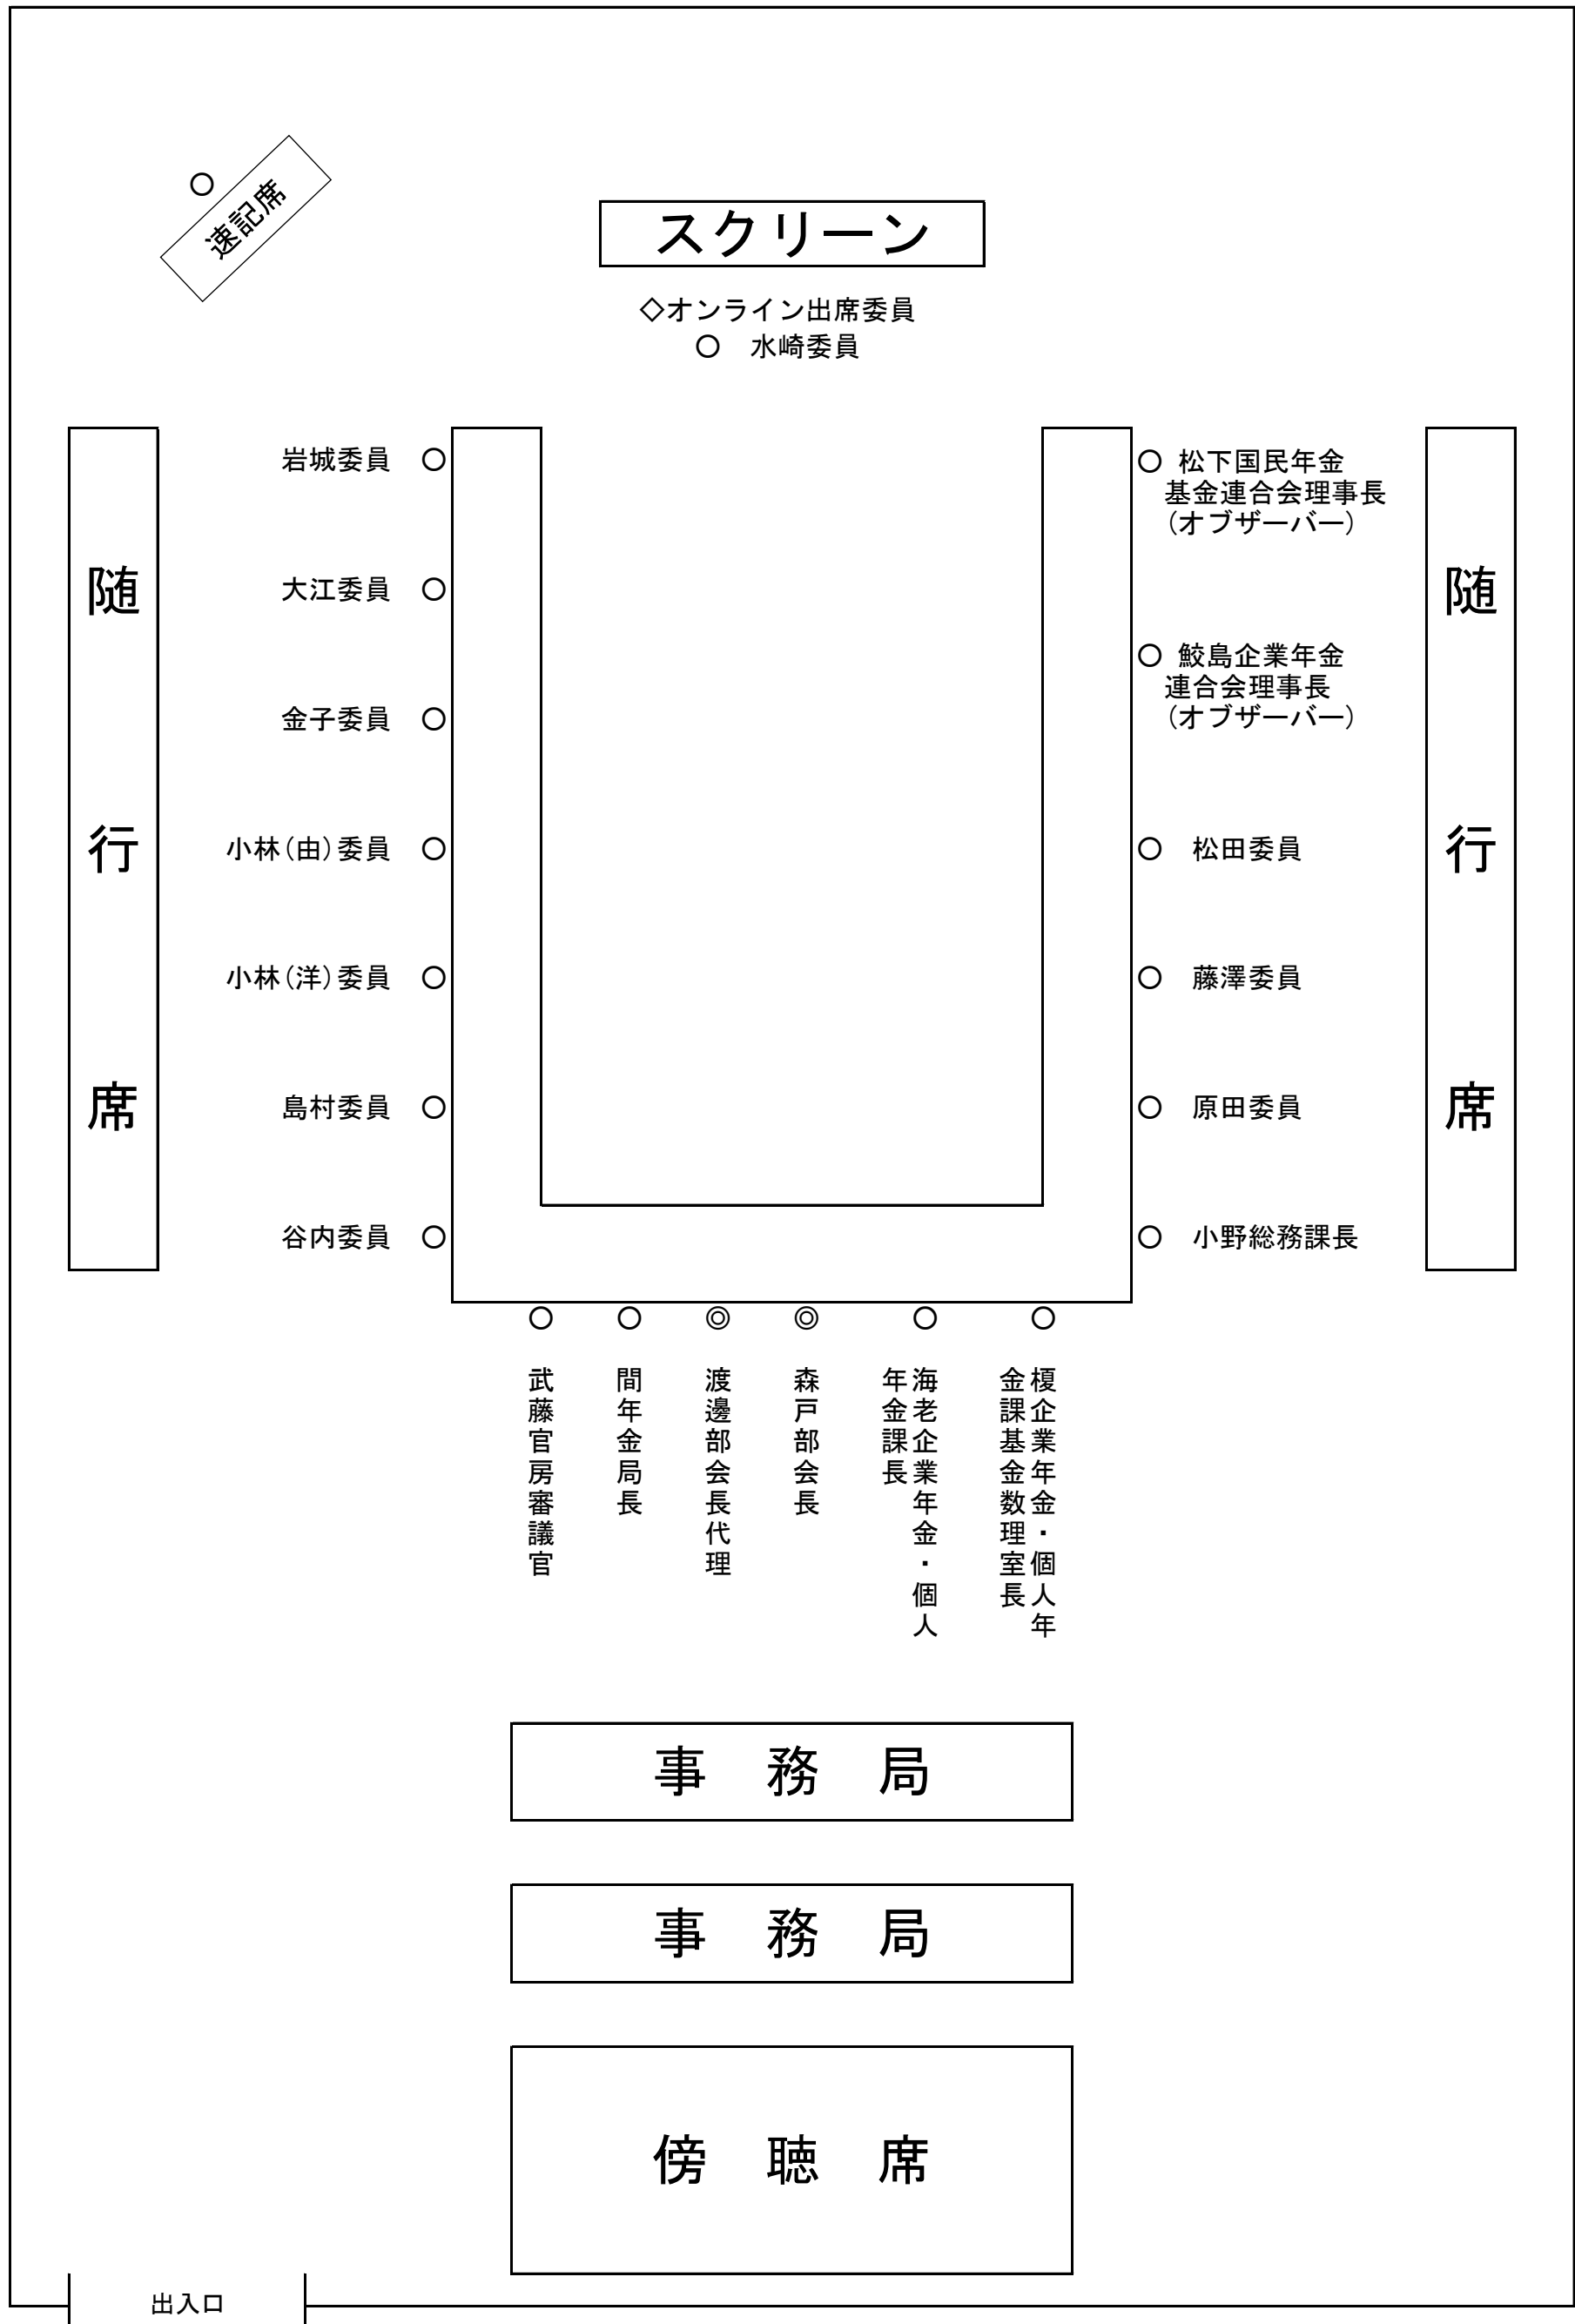 速記席
○
スクリーン
◇オンライン出席委員
○　水崎委員
随行席
岩城委員　○
大江委員　○
金子委員　○
小林（由）委員　○
小林（洋）委員　○
島村委員　○
谷内委員　○
○　松下国民年金
基金連合会理事長
（オブザーバー）
○　鮫島企業年金
連合会理事長
（オブザーバー）
○　松田委員
○　藤澤委員
○　原田委員
○　小野総務課長
随行席
○　武藤官房審議官
○　間年金局長
◎　渡邊部会長代理
◎　森戸部会長
○　海老企業年金・個人
年金課長
○　榎企業年金・個人年
金課基金数理室長
事　務　局
事　務　局
傍　聴　席
出入口